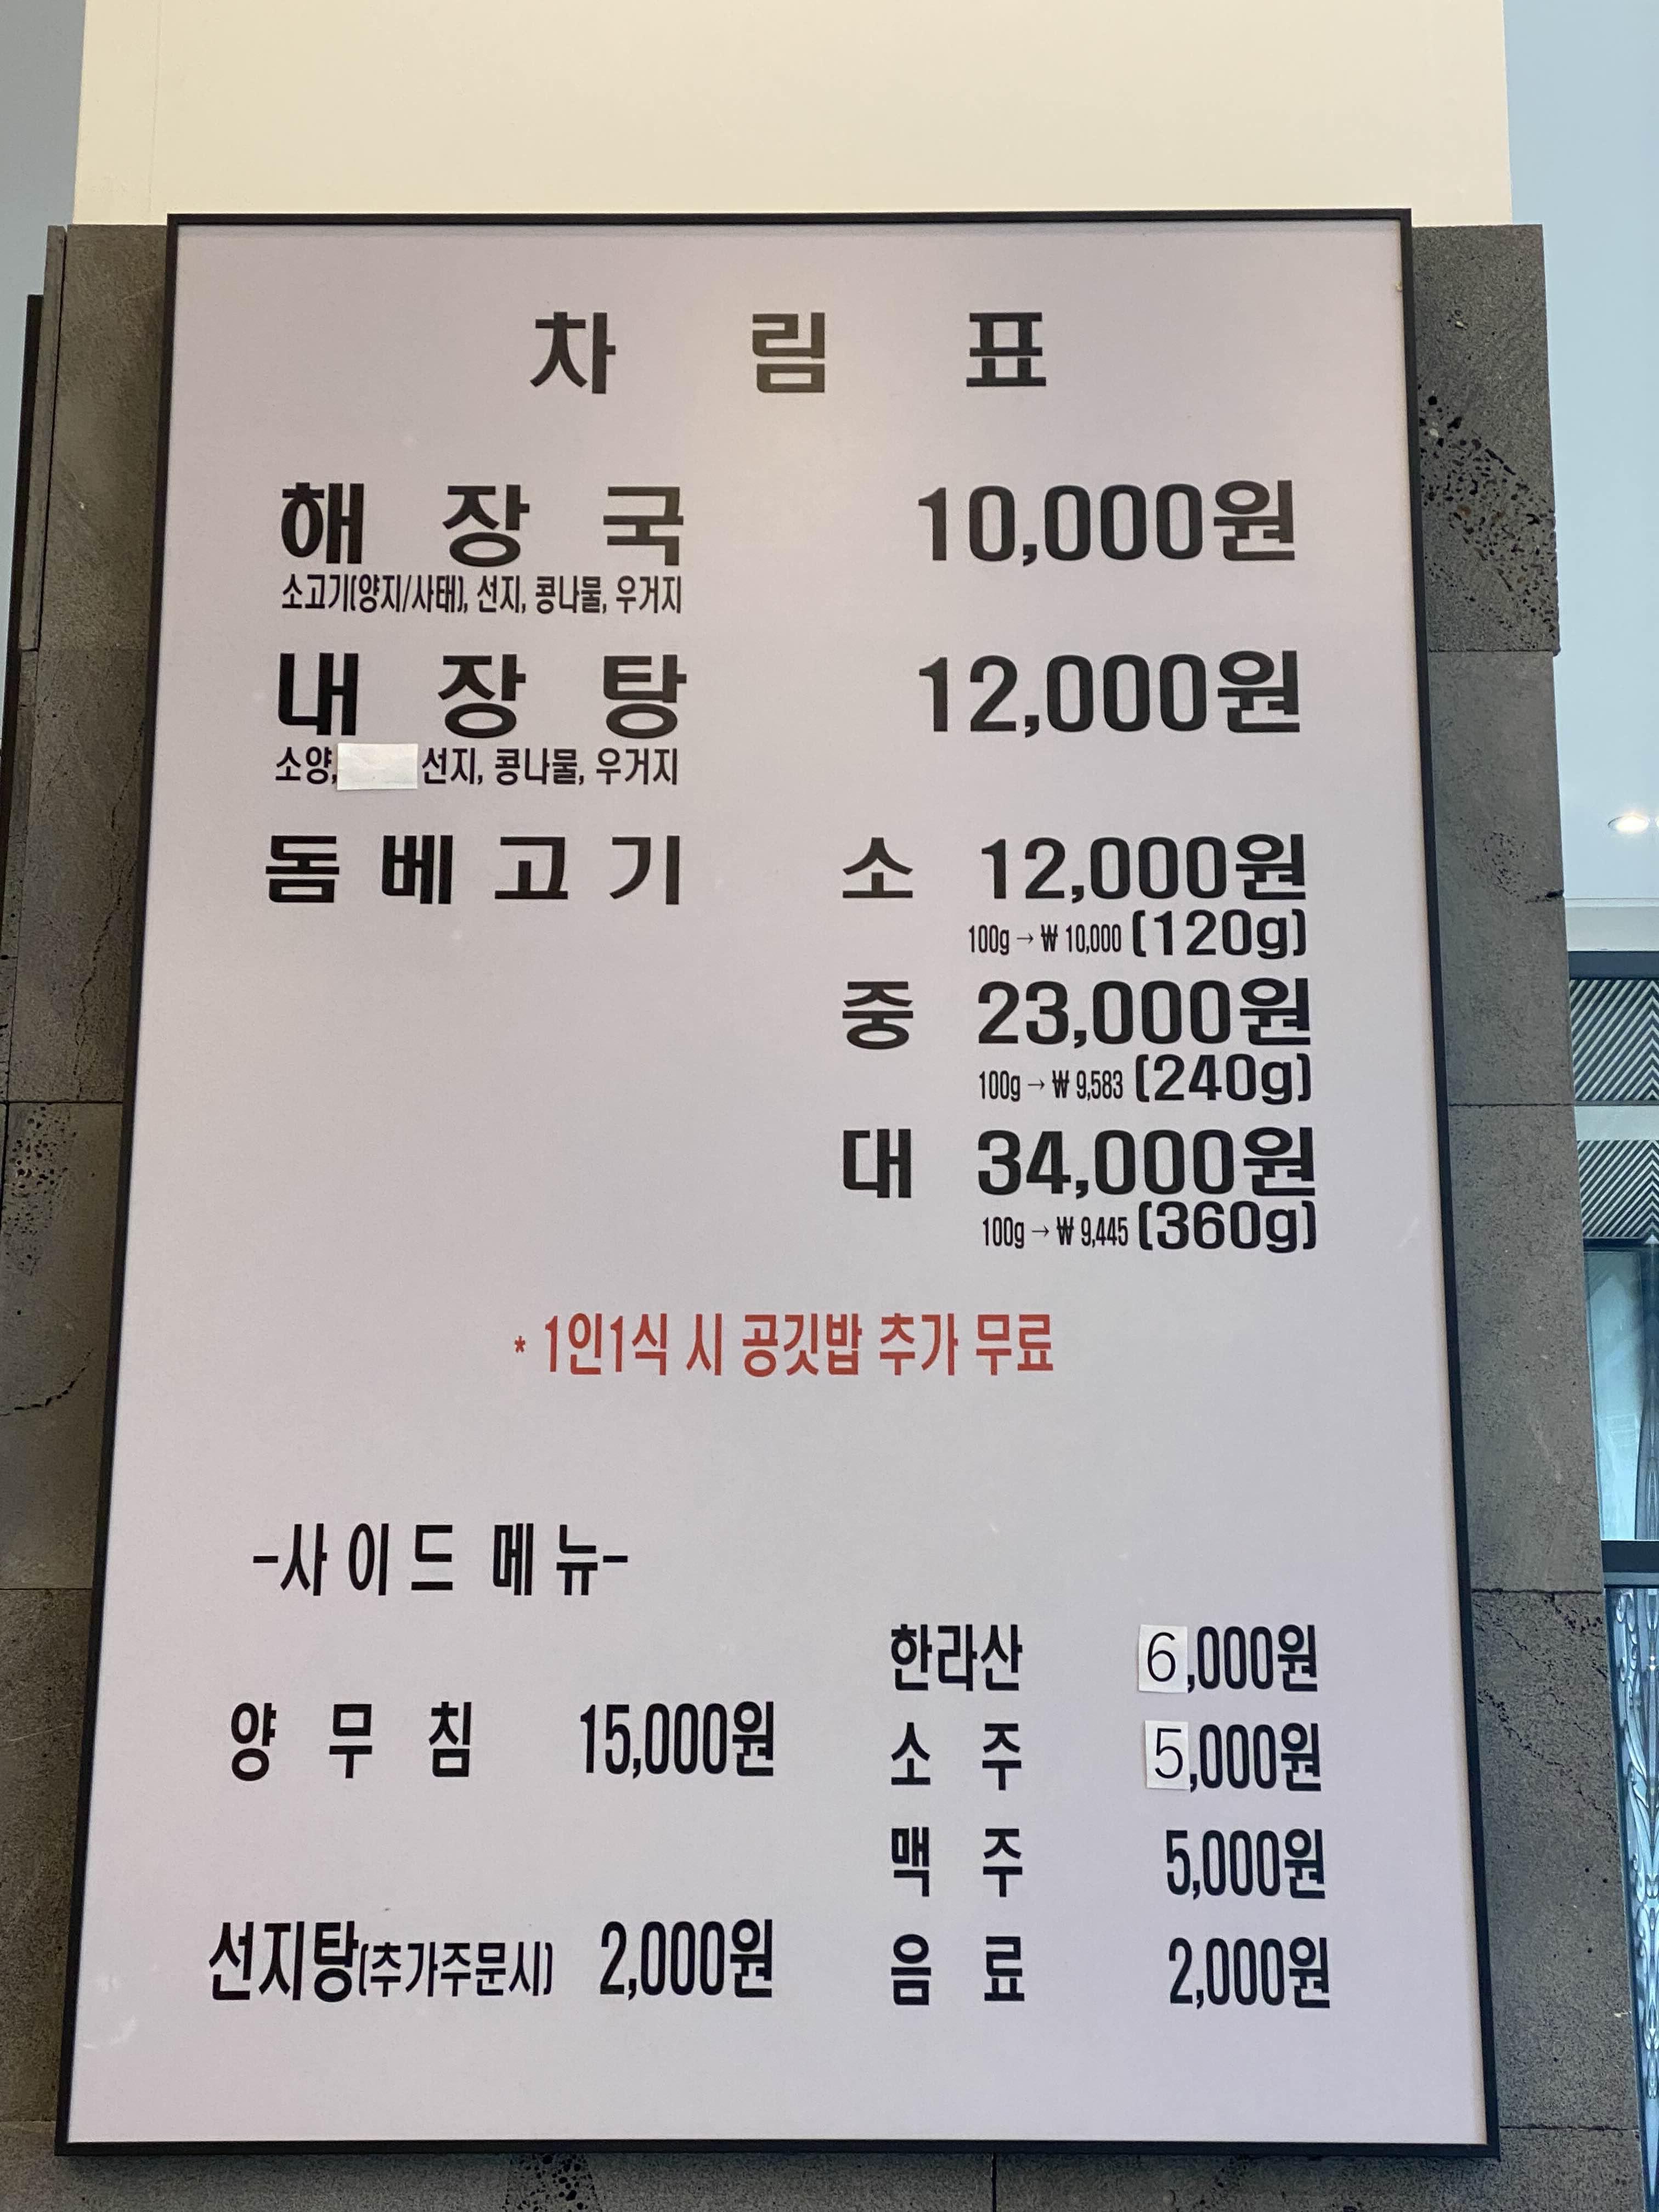 차 림 표
해 장 국 10,000원
소고기(양지/사태), 선지, 콩나물, 우거지
내 장 탕 12,000원
소양, 선지, 콩나물, 우거지
돔 베 고 기 소 12,000원
100g → ₩ 10,000 (120g)
중 23,000원
100g → ₩ 9,583 (240g)
대 34,000원
100g → ₩ 9,445 (360g)
* 1인1식 시 공깃밥 추가 무료
-사 이 드 메 뉴-
양 무 침 15,000원
선지탕(추가주문시) 2,000원
한라산 6,000원
소 주 5,000원
맥 주 5,000원
음 료 2,000원